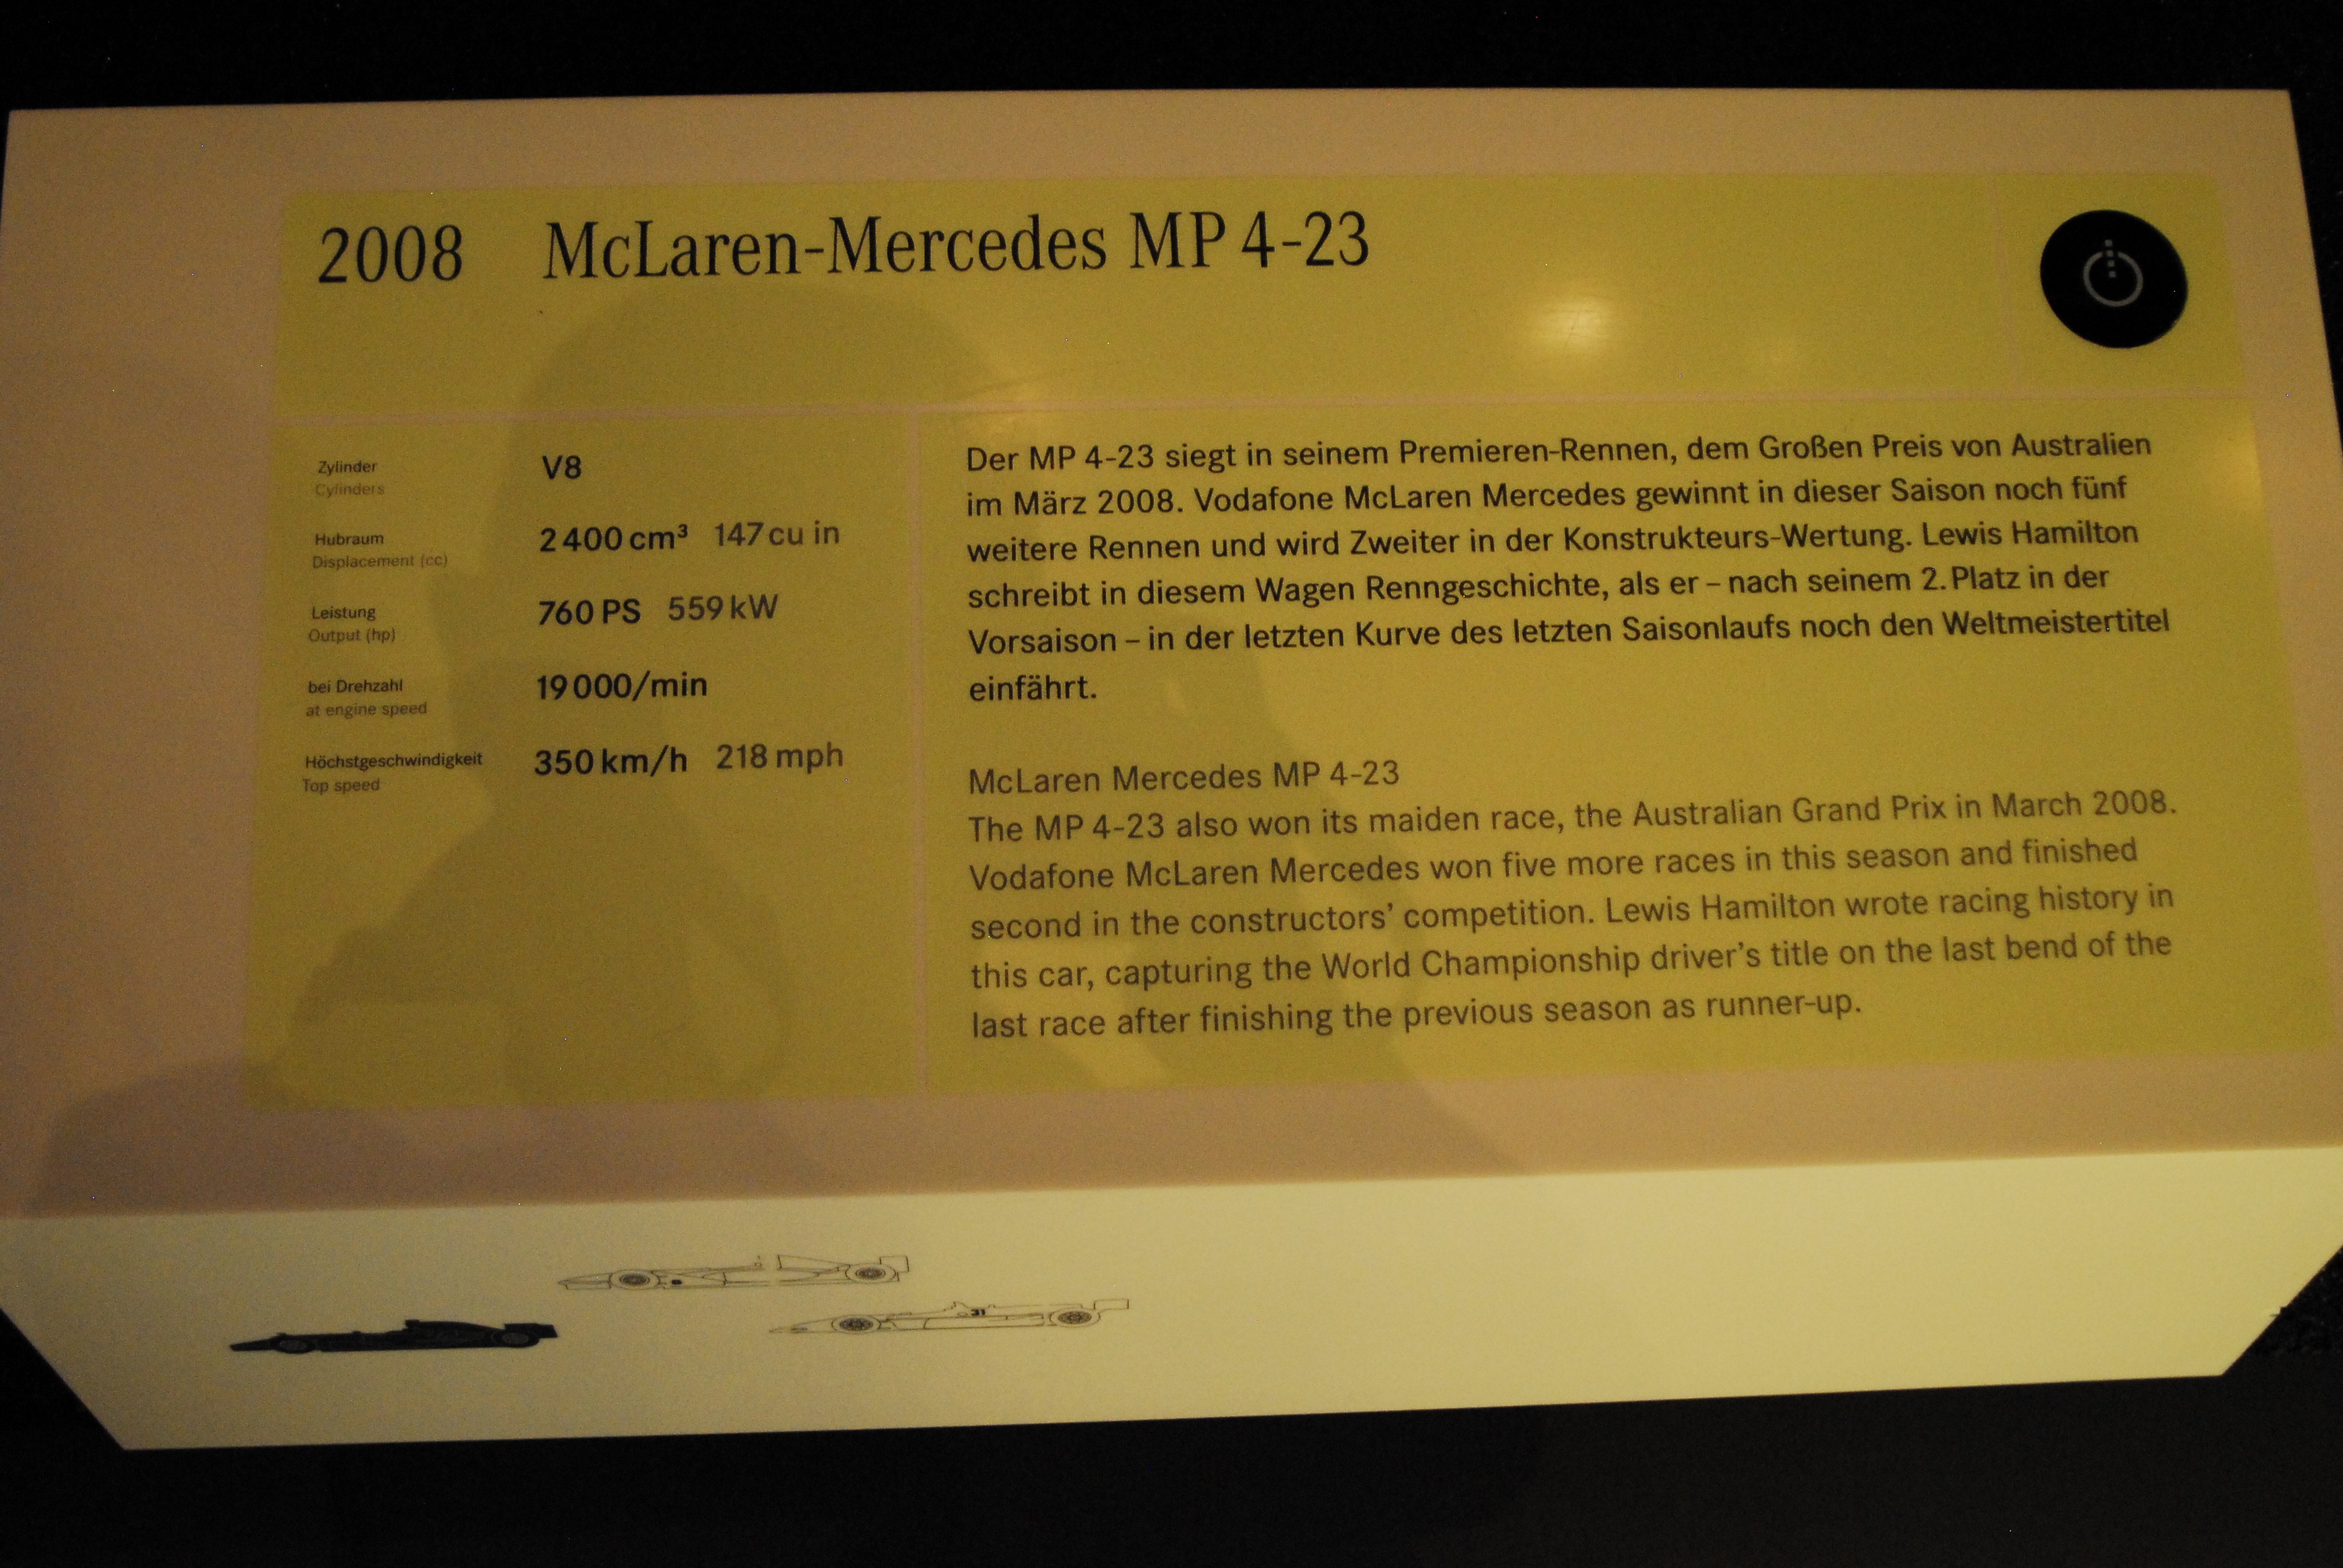 2008 McLaren-Mercedes MP 4-23
Zylinder V8
Cylinders
Hubraum 2 400 cm³ 147 cu in
Displacement (cc)
Leistung 760 PS 559 kW
Output (hp)
bei Drehzahl 19 000/min
at engine speed
Höchstgeschwindigkeit 350 km/h 218 mph
Top speed
Der MP 4-23 siegt in seinem Premieren-Rennen, dem Großen Preis von Australien
im März 2008. Vodafone McLaren Mercedes gewinnt in dieser Saison noch fünf
weitere Rennen und wird Zweiter in der Konstrukteurs-Wertung. Lewis Hamilton
schreibt in diesem Wagen Renngeschichte, als er – nach seinem 2. Platz in der
Vorsaison – in der letzten Kurve des letzten Saisonlaufs noch den Weltmeistertitel
einfährt.
McLaren Mercedes MP 4-23
The MP 4-23 also won its maiden race, the Australian Grand Prix in March 2008.
Vodafone McLaren Mercedes won five more races in this season and finished
second in the constructors’ competition. Lewis Hamilton wrote racing history in
this car, capturing the World Championship driver’s title on the last bend of the
last race after finishing the previous season as runner-up.
31